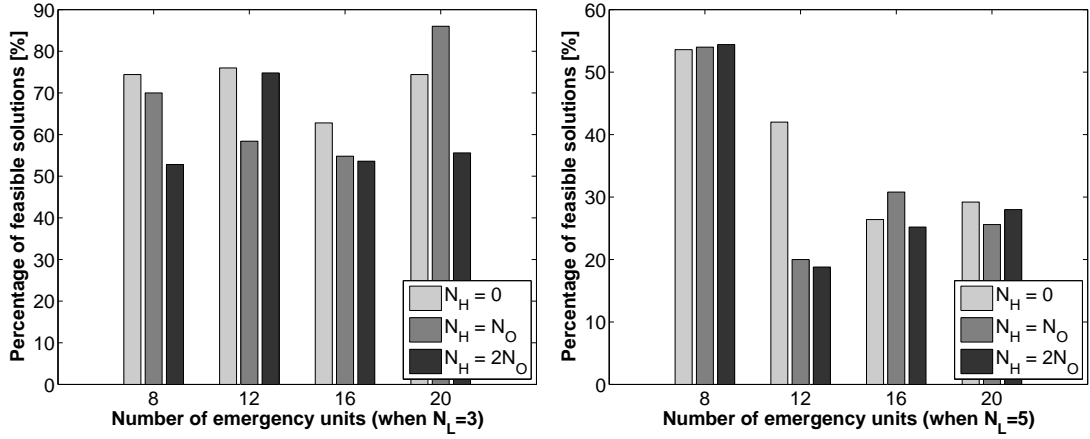 Percentage of feasible solutions [%]
90
80
70
60
50
40
30
20
10
0
8
12
16
20
Number of emergency units (when N_L=3)
N_H = 0
N_H = N_O
N_H = 2N_O
Percentage of feasible solutions [%]
60
50
40
30
20
10
0
8
12
16
20
Number of emergency units (when N_L=5)
N_H = 0
N_H = N_O
N_H = 2N_O